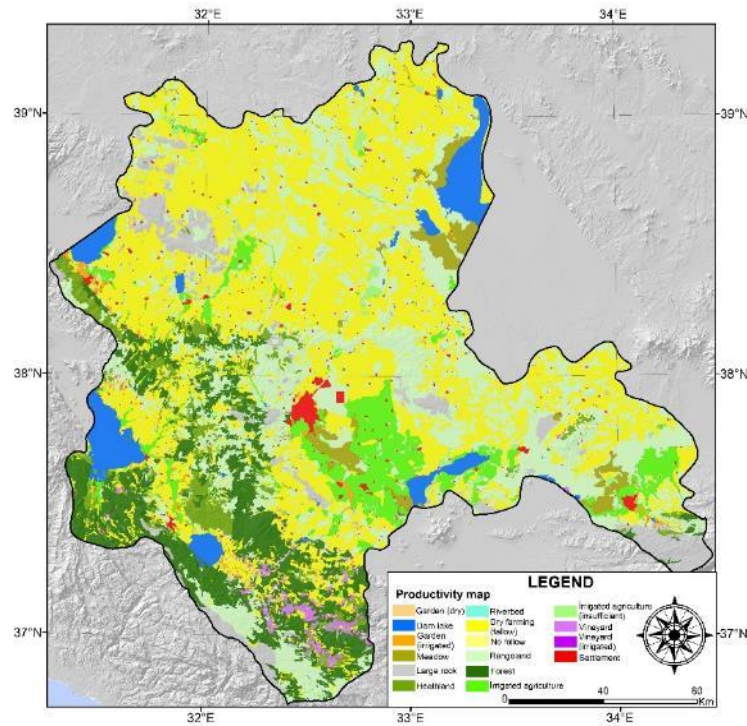 32°E 33°E 34°E
39°N 39°N
38°N 38°N
37°N 37°N
LEGEND
Productivity map
Garden (dry)
Dam lake
Garden
(irrigated)
Meadow
Large rock
Heathland
Riverbed
Dry farming
(fallow)
No fallow
Rangeland
Forest
Irrigated agriculture
Irrigated agriculture
(insufficient)
Vineyard
Vineyard
(irrigated)
Settlement
0 20 40 60
Km
32°E 33°E 34°E